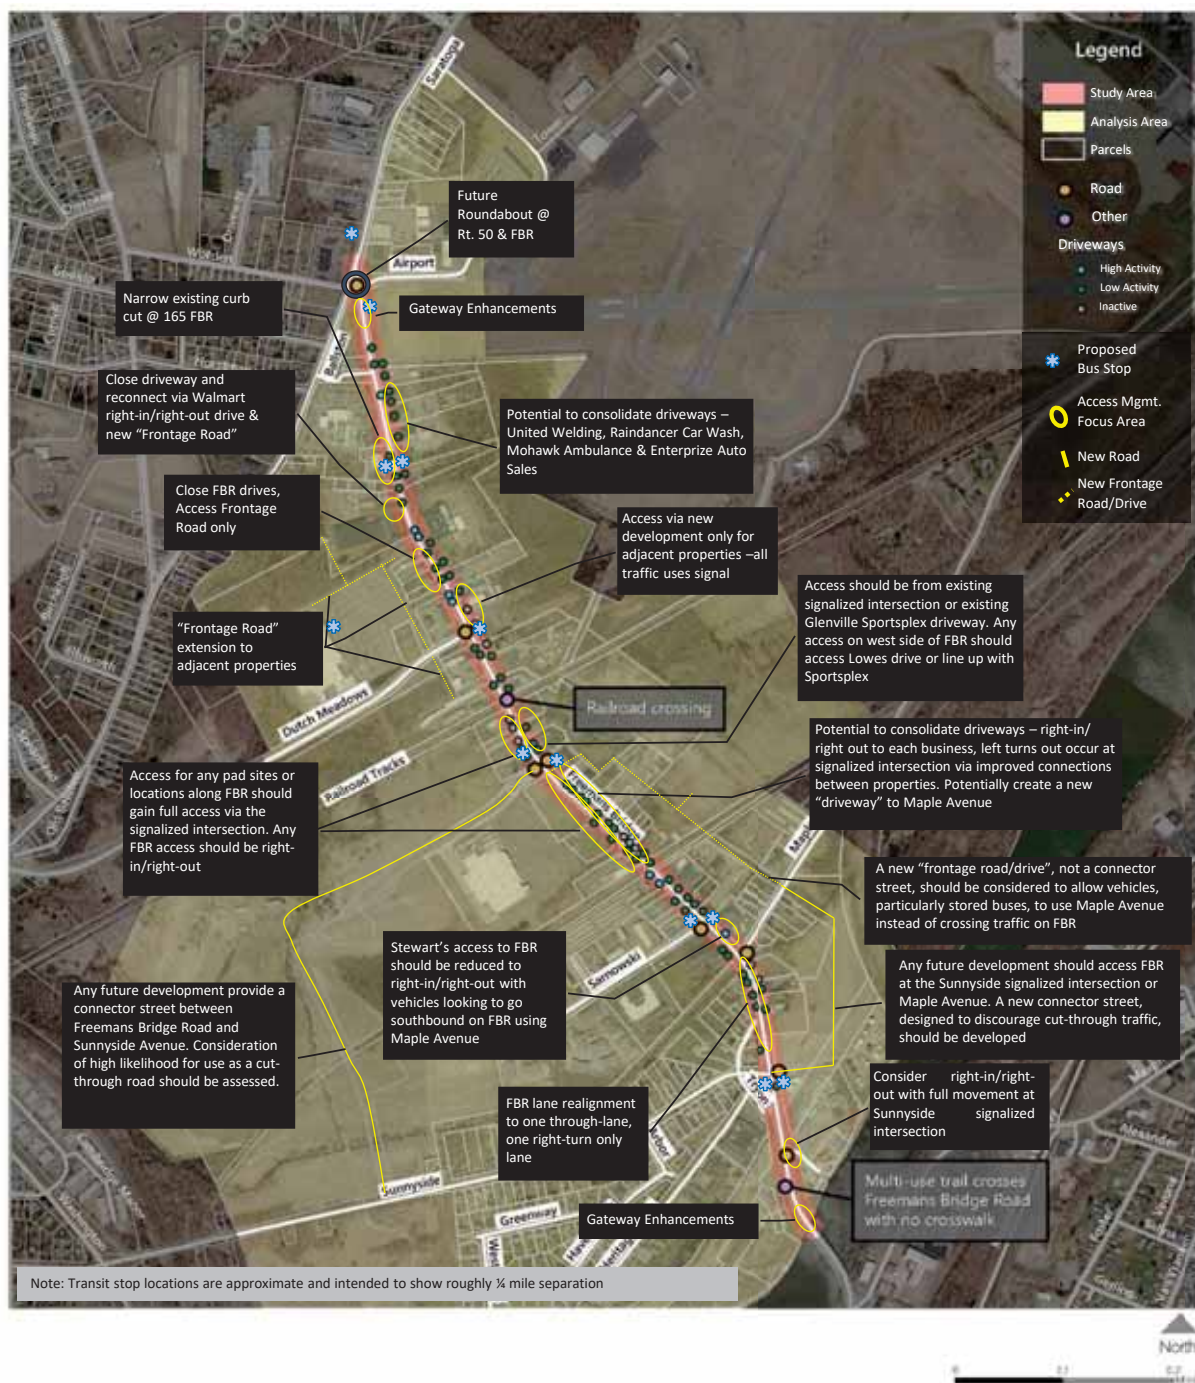 Legend
Study Area
Analysis Area
Parcels
Road
Other
Driveways
High Activity
Low Activity
Inactive
Proposed
Bus Stop
Access Mgmt.
Focus Area
New Road
New Frontage
Road/Drive
Saratoga
Future
Roundabout @
Rt. 50 & FBR
Airport
Narrow existing curb
cut @ 165 FBR
Gateway Enhancements
Ballston
Close driveway and
reconnect via Walmart
right-in/right-out drive &
new “Frontage Road”
Potential to consolidate driveways –
United Welding, Raindancer Car Wash,
Mohawk Ambulance & Enterprize Auto
Sales
Close FBR drives,
Access Frontage
Road only
Access via new
development only for
adjacent properties –all
traffic uses signal
Access should be from existing
signalized intersection or existing
Glenville Sportsplex driveway. Any
access on west side of FBR should
access Lowes drive or line up with
Sportsplex
“Frontage Road”
extension to
adjacent properties
Dutch Meadows
Railroad crossing
Railroad Tracks
Potential to consolidate driveways – right-in/
right out to each business, left turns out occur at
signalized intersection via improved connections
between properties. Potentially create a new
“driveway” to Maple Avenue
Access for any pad sites or
locations along FBR should
gain full access via the
signalized intersection. Any
FBR access should be right-
in/right-out
Maple
A new “frontage road/drive”, not a connector
street, should be considered to allow vehicles,
particularly stored buses, to use Maple Avenue
instead of crossing traffic on FBR
Stewart’s access to FBR
should be reduced to
right-in/right-out with
vehicles looking to go
southbound on FBR using
Maple Avenue
Sarnowski
Any future development should access FBR
at the Sunnyside signalized intersection or
Maple Avenue. A new connector street,
designed to discourage cut-through traffic,
should be developed
Any future development provide a
connector street between
Freemans Bridge Road and
Sunnyside Avenue. Consideration
of high likelihood for use as a cut-
through road should be assessed.
FBR lane realignment
to one through-lane,
one right-turn only
lane
Consider right-in/right-
out with full movement at
Sunnyside signalized
intersection
Arbor
Alexander
Sunnyside
Greenway
Multi-use trail crosses
Freemans Bridge Road
with no crosswalk
Gateway Enhancements
Note: Transit stop locations are approximate and intended to show roughly ¼ mile separation
North